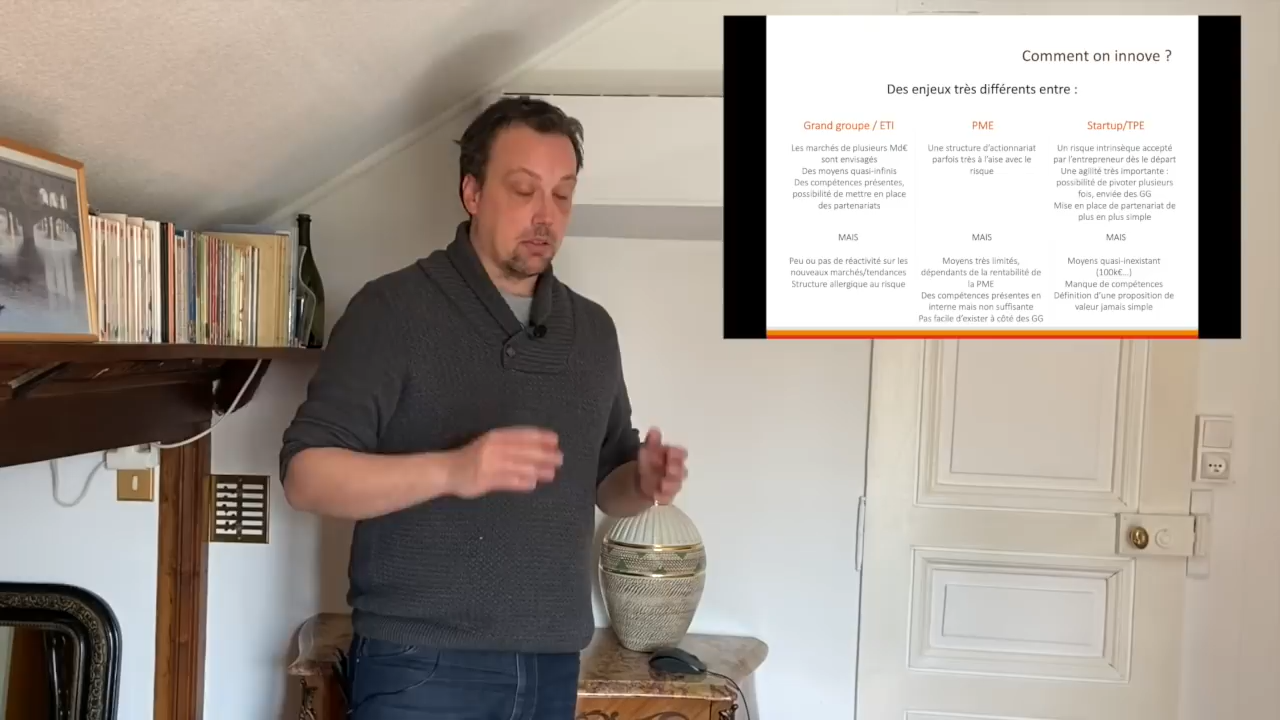 Comment on innove ?
Des enjeux très différents entre :
Grand groupe / ETI
Les marchés de plusieurs Md€
sont envisagés
Des moyens quasi-infinis
Des compétences présentes,
possibilité de mettre en place
des partenariats
MAIS
Peu ou pas de réactivité sur les
nouveaux marchés/tendances
Structure allergique au risque
PME
Une structure d'actionnariat
parfois très à l'aise avec le
risque
MAIS
Moyens très limités,
dépendants de la rentabilité de
la PME
Des compétences présentes en
interne mais non suffisante
Pas facile d'exister à côté des GG
Startup/TPE
Un risque intrinsèque accepté
par l'entrepreneur dès le départ
Une agilité très importante :
possibilité de pivoter plusieurs
fois, enviée des GG
Mise en place de partenariat de
plus en plus simple
MAIS
Moyens quasi-inexistant
(100k€...)
Manque de compétences
Définition d'une proposition de
valeur jamais simple